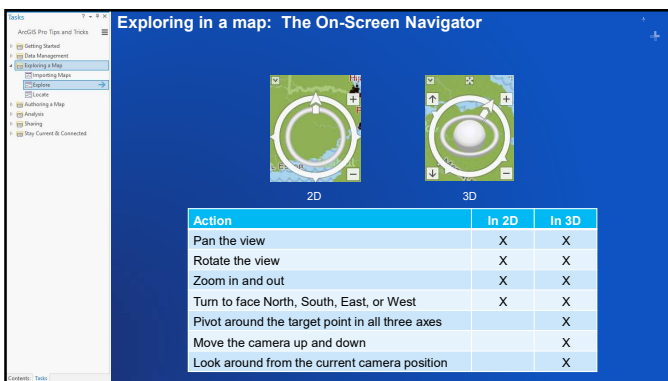 Tasks
ArcGIS Pro Tips and Tricks
Getting Started
Data Management
Exploring a Map
Importing Maps
Explore
Locate
Authoring a Map
Analysis
Sharing
Stay Current & Connected
Contents Tasks
Exploring in a map: The On-Screen Navigator
2D 3D
Action In 2D In 3D
Pan the view X X
Rotate the view X X
Zoom in and out X X
Turn to face North, South, East, or West X X
Pivot around the target point in all three axes X
Move the camera up and down X
Look around from the current camera position X